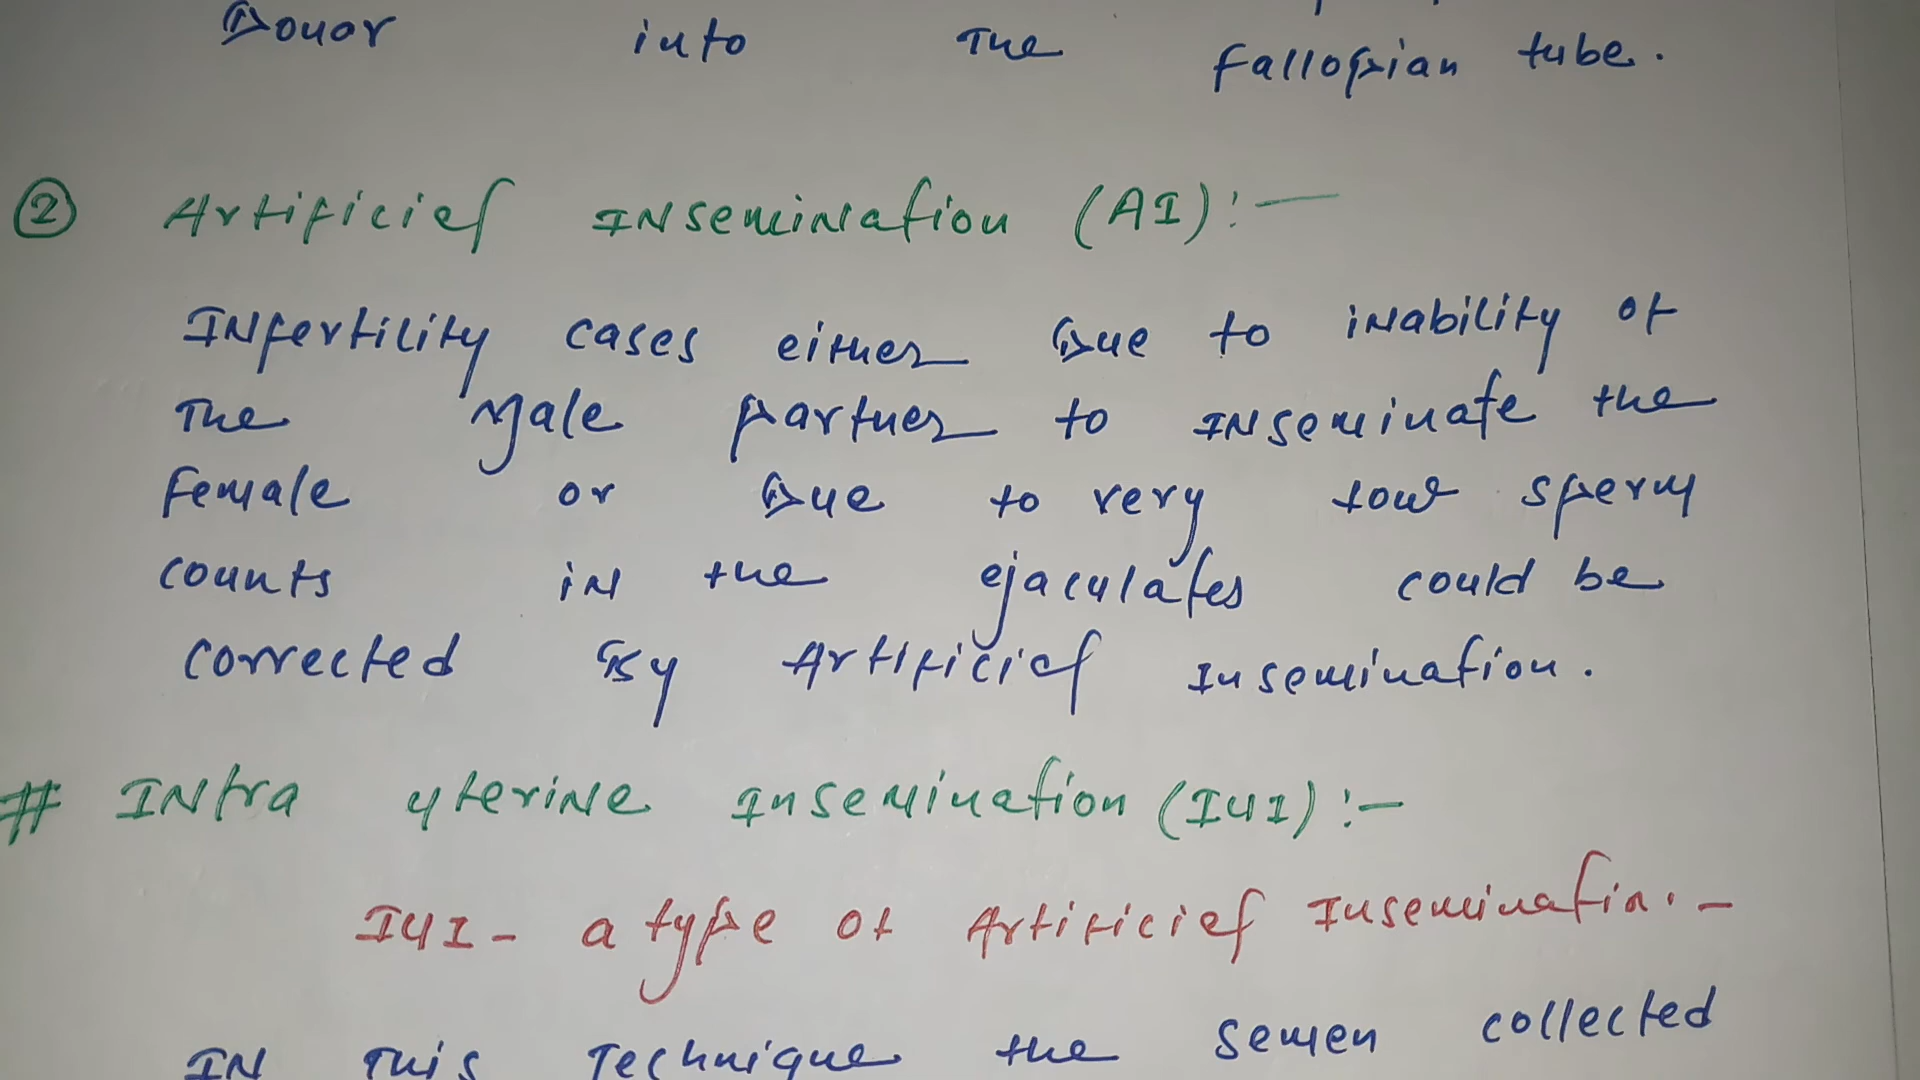 Donor into The Fallopian tube.
② Artificial Insemination (AI):-
Infertility cases either Due to inability of
The Male partner to Inseminate the
Female or Due to very low sperm
counts in the ejaculates could be
corrected By Artificial Insemination.
# Intra uterine Insemination (IUI):-
IUI - a type of Artificial Inseminatin. -
IN This Technique the semen collected